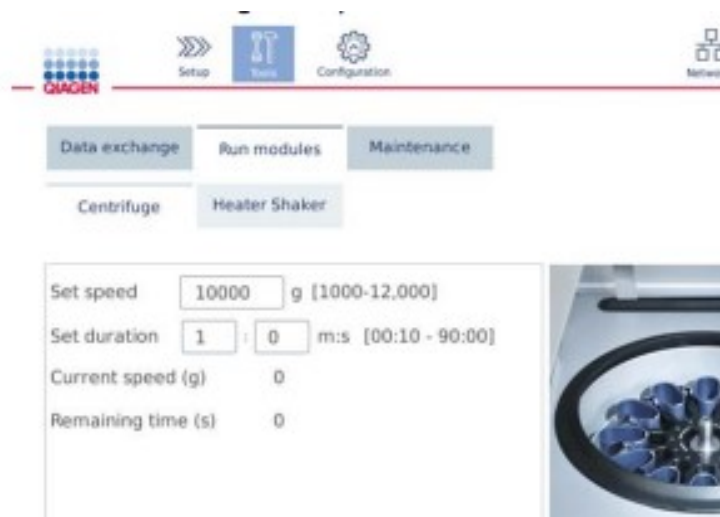 QIAGEN
Setup
Tools
Configuration
Data exchange
Run modules
Maintenance
Centrifuge
Heater Shaker
Set speed 10000 g [1000-12,000]
Set duration 1 : 0 m:s [00:10 - 90:00]
Current speed (g) 0
Remaining time (s) 0